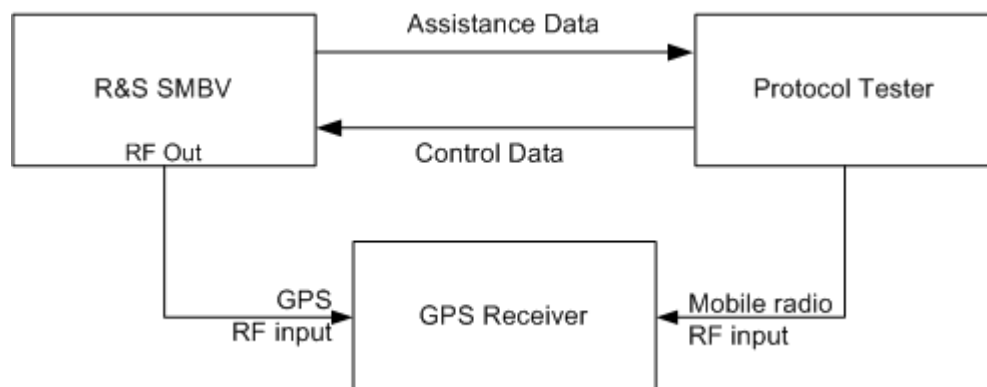 Assistance Data
R&S SMBV
Protocol Tester
RF Out
Control Data
GPS
RF input
GPS Receiver
Mobile radio
RF input